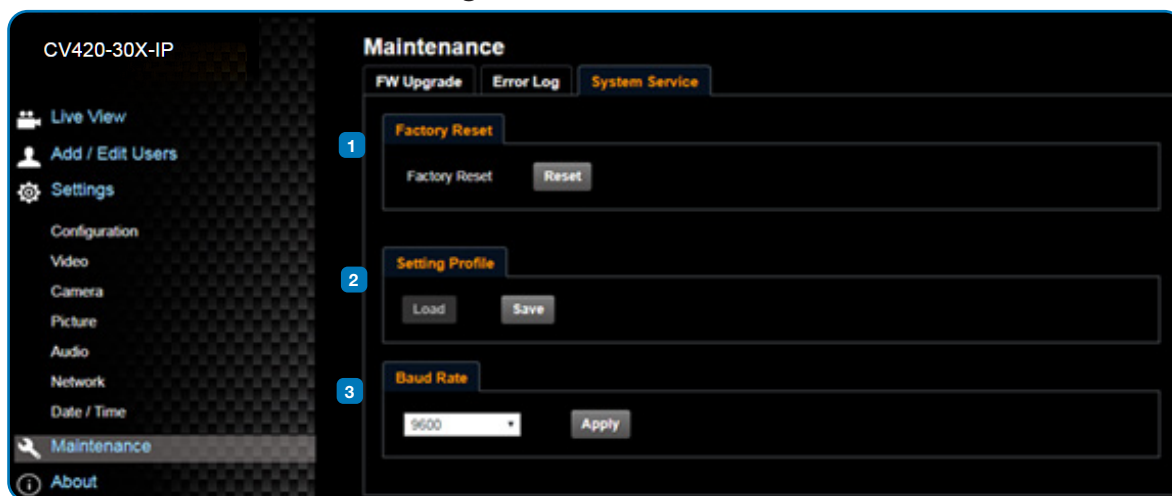 CV420-30X-IP
Live View
Add / Edit Users
Settings
Configuration
Video
Camera
Picture
Audio
Network
Date / Time
Maintenance
About
Maintenance
FW Upgrade Error Log System Service
1
Factory Reset
Factory Reset Reset
2
Setting Profile
Load Save
3
Baud Rate
9600 Apply